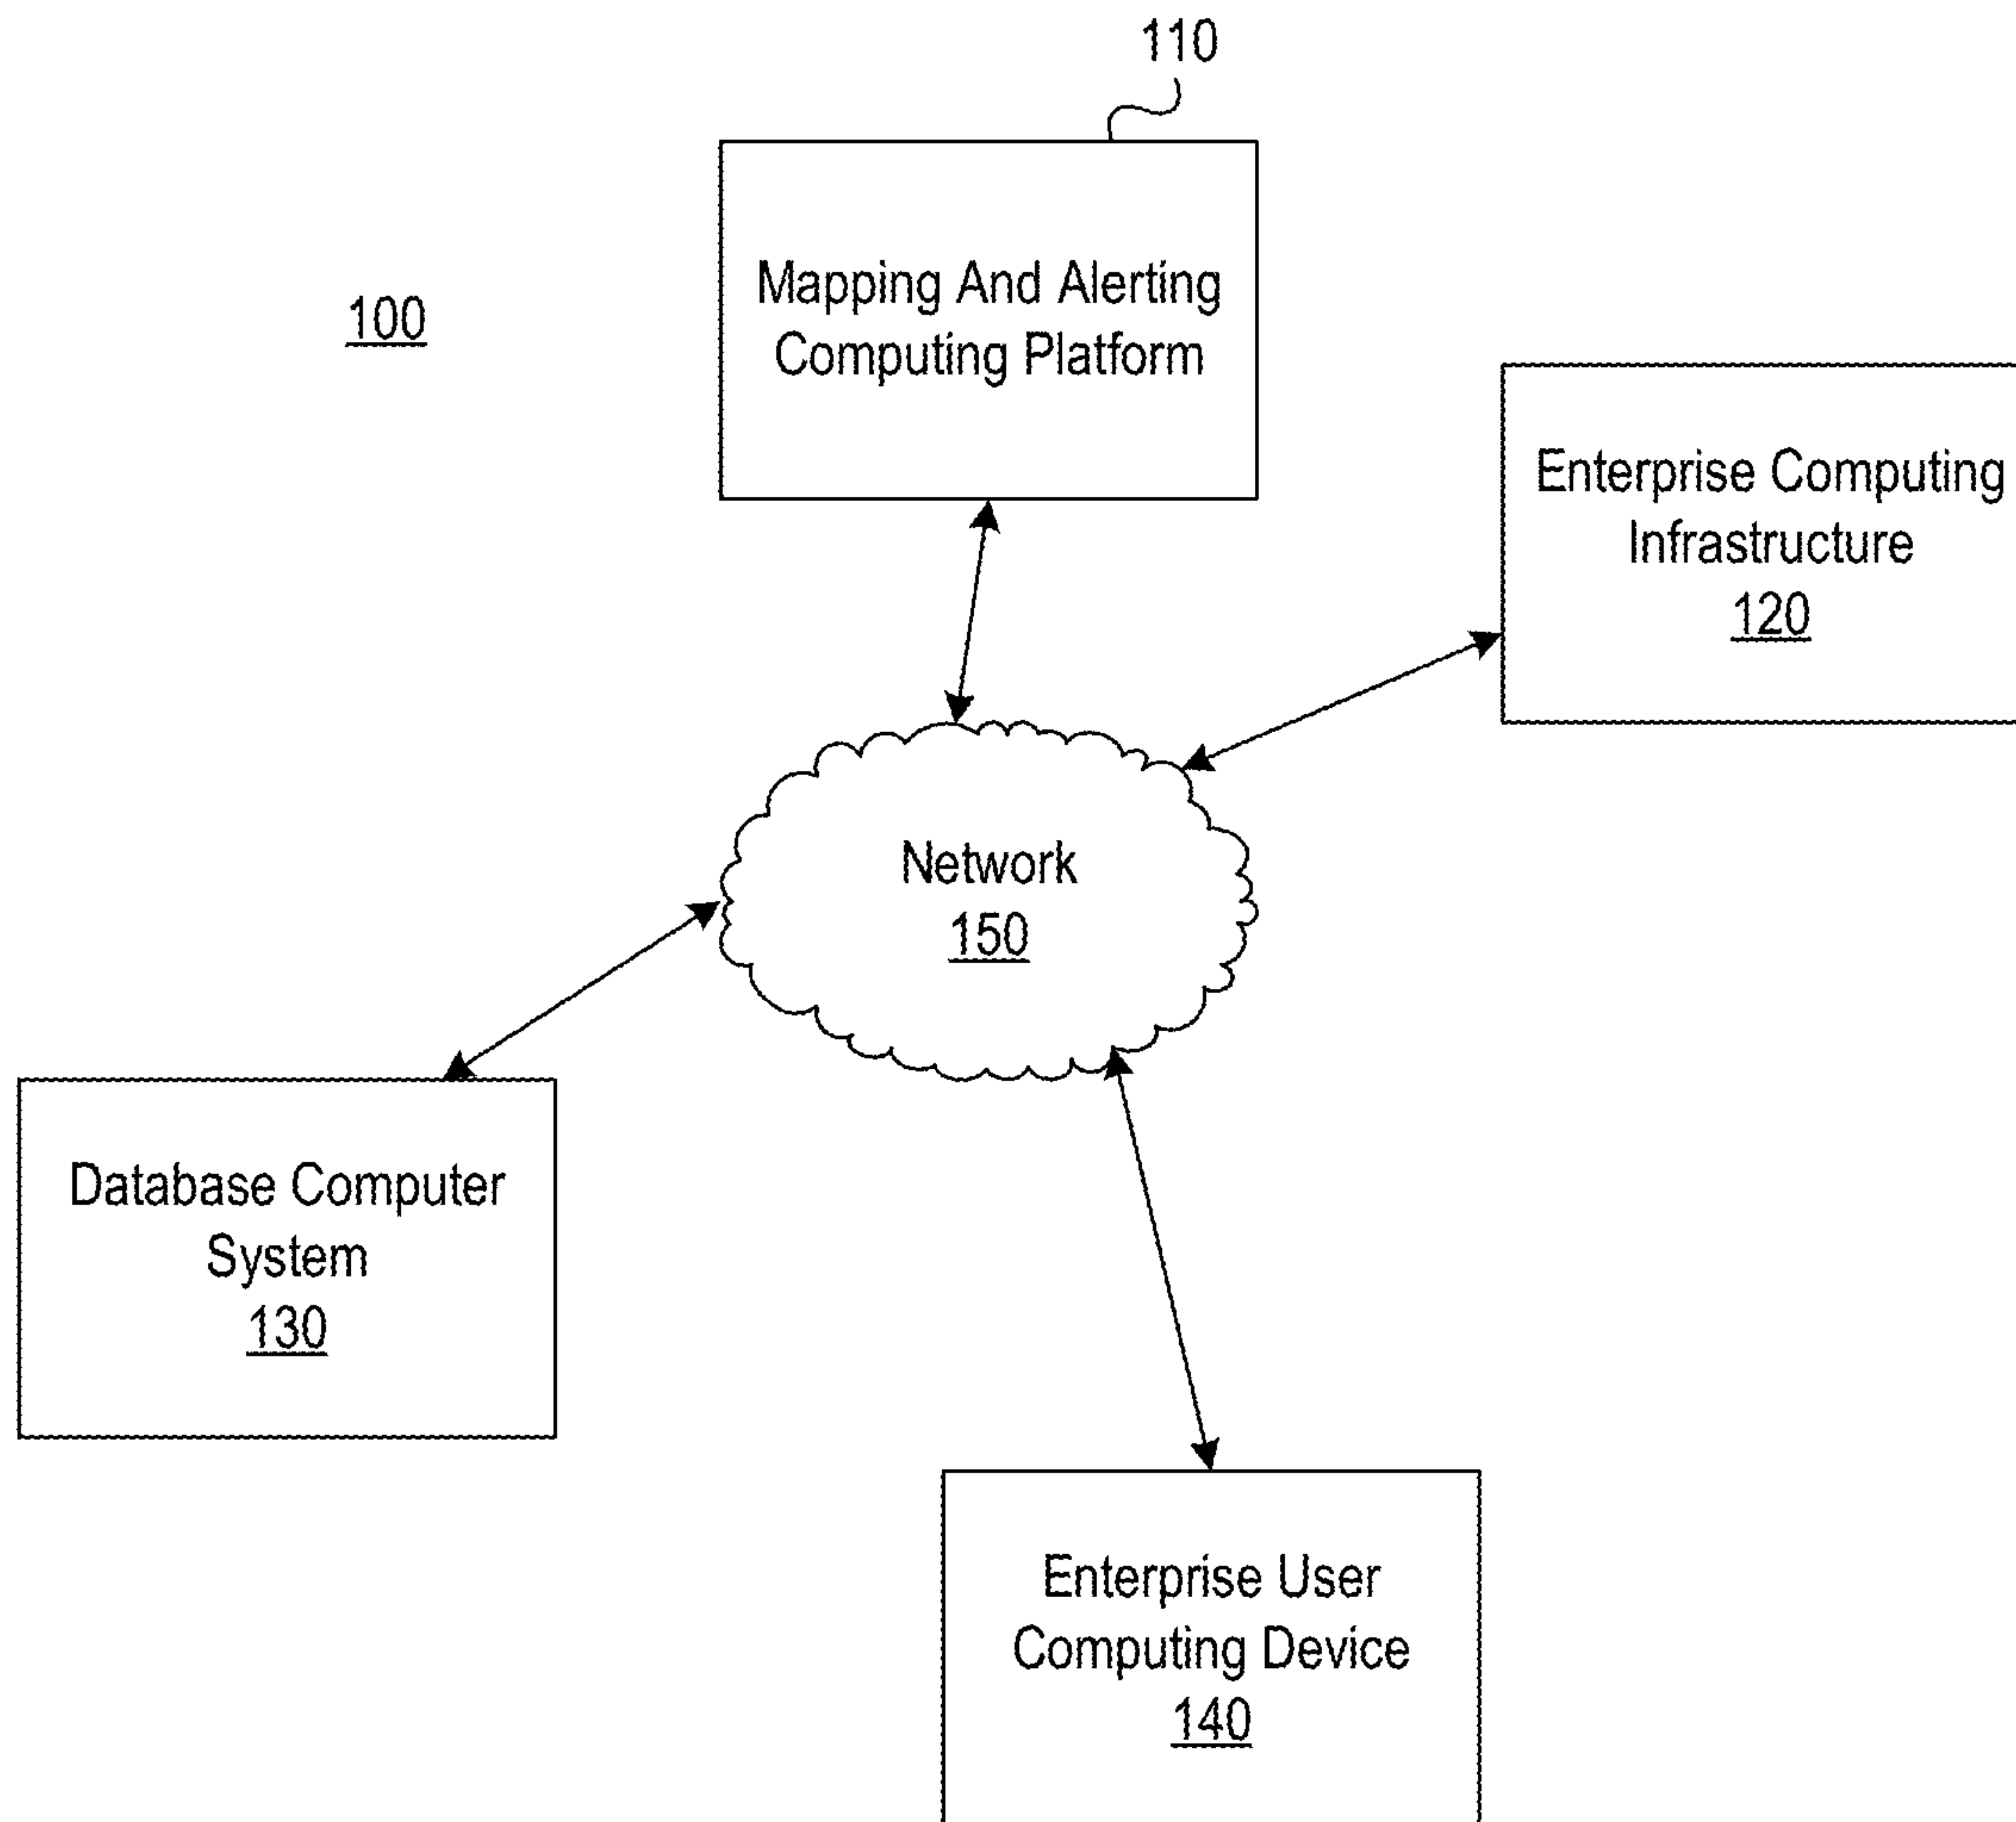 110
Mapping And Alerting
Computing Platform
100
Enterprise Computing
Infrastructure
120
Network
150
Database Computer
System
130
Enterprise User
Computing Device
140